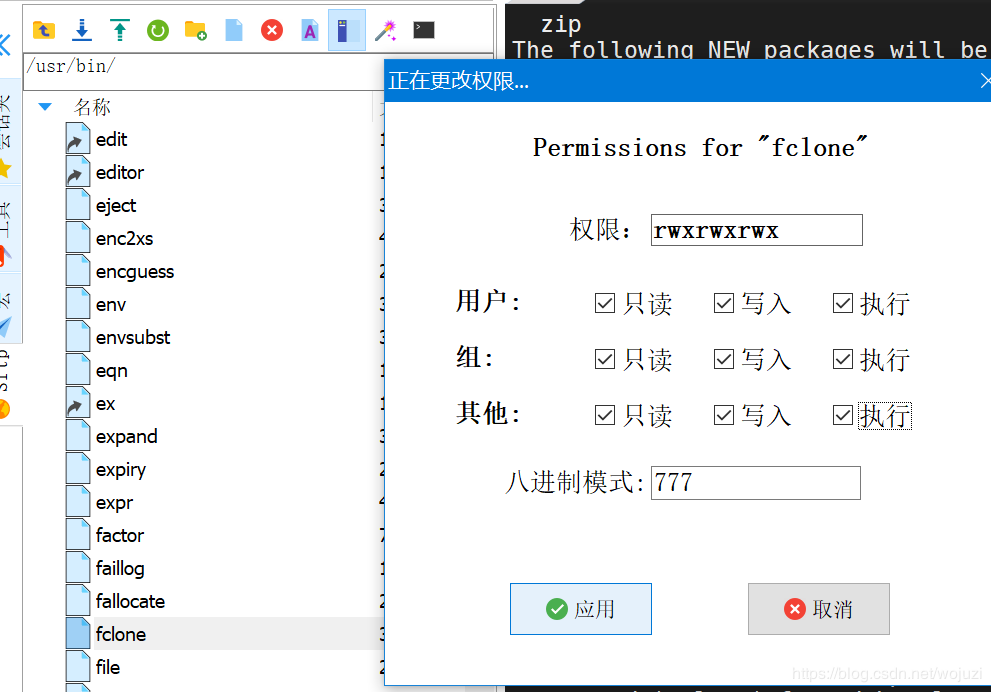 zip
The following NEW packages will be
/usr/bin/
正在更改权限...
名称
Permissions for "fclone"
edit
editor
eject
enc2xs
encguess
env
envsubst
eqn
ex
expand
expiry
expr
factor
faillog
fallocate
fclone
file
权限: rwxrwxrwx
用户: 只读 写入 执行
组: 只读 写入 执行
其他: 只读 写入 执行
八进制模式: 777
应用 取消
工具
宏
https://blog.csdn.net/wojuzi